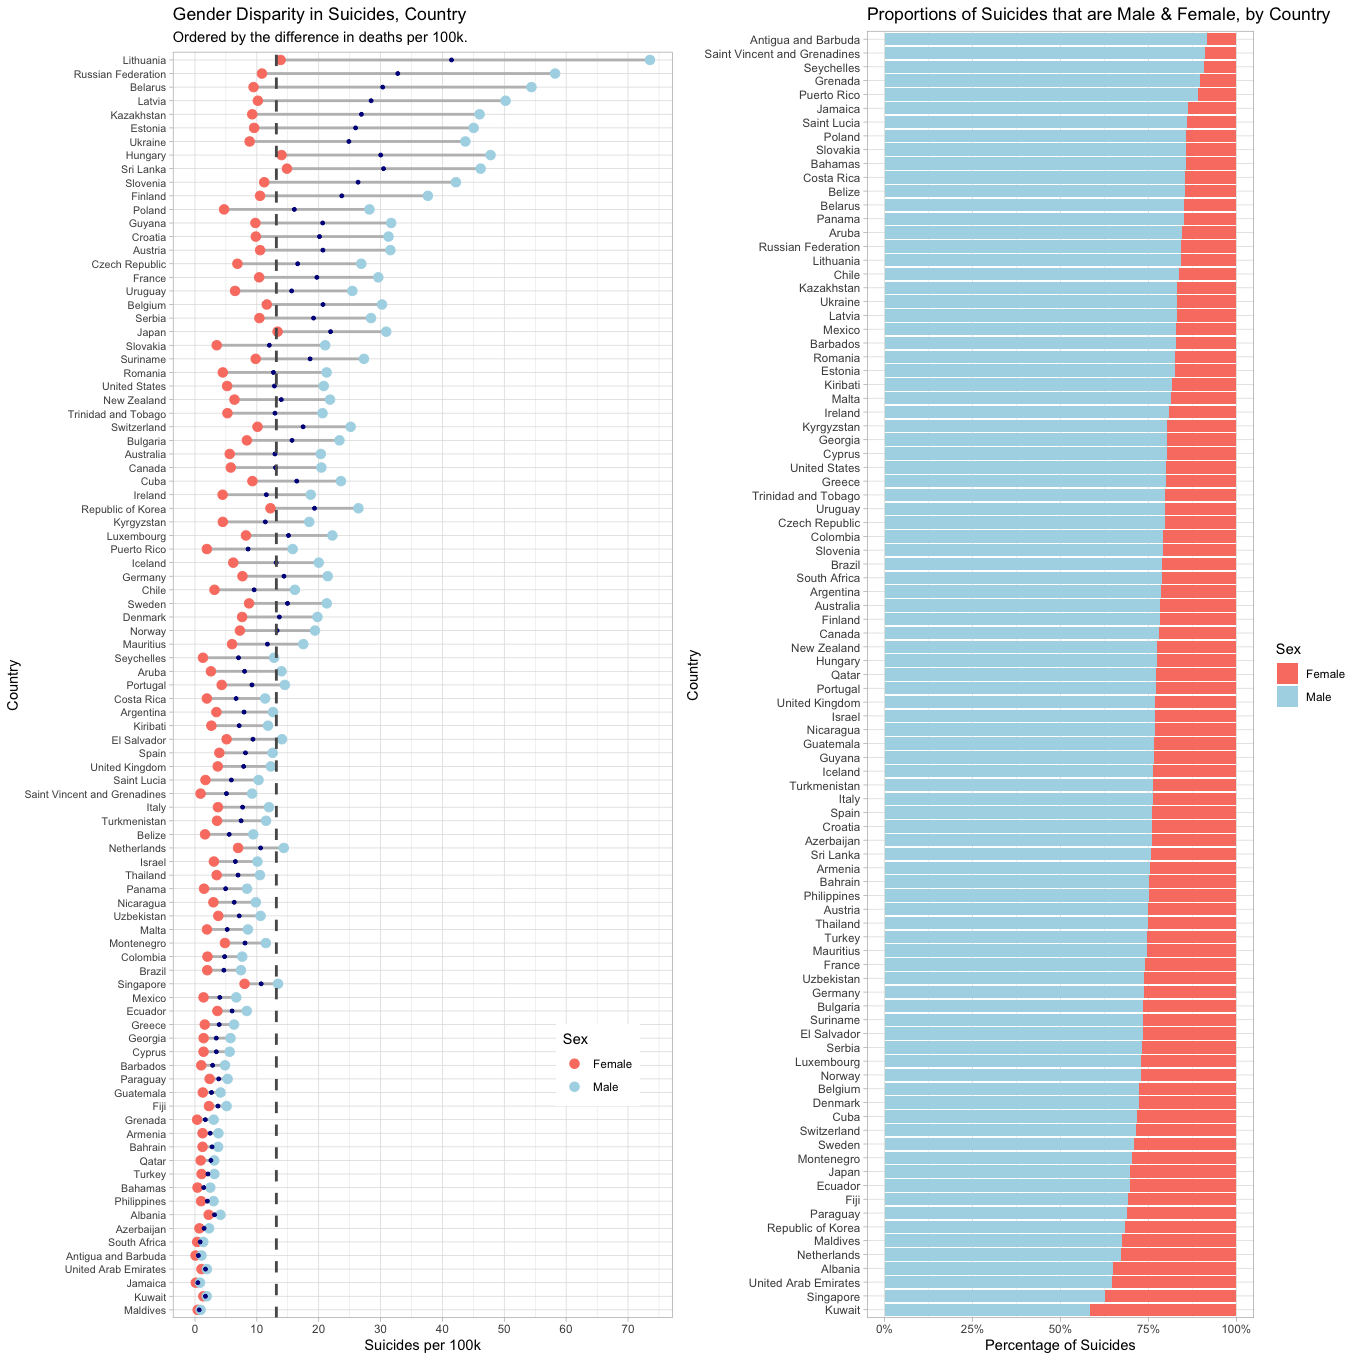 Gender Disparity in Suicides, Country
Ordered by the difference in deaths per 100k.
Country
Lithuania
Russian Federation
Belarus
Latvia
Kazakhstan
Estonia
Ukraine
Hungary
Sri Lanka
Slovenia
Finland
Poland
Guyana
Croatia
Austria
Czech Republic
France
Uruguay
Belgium
Serbia
Japan
Slovakia
Suriname
Romania
United States
New Zealand
Trinidad and Tobago
Switzerland
Bulgaria
Australia
Canada
Cuba
Ireland
Republic of Korea
Kyrgyzstan
Luxembourg
Puerto Rico
Iceland
Germany
Chile
Sweden
Denmark
Norway
Mauritius
Seychelles
Aruba
Portugal
Costa Rica
Argentina
Kiribati
El Salvador
Spain
United Kingdom
Saint Lucia
Saint Vincent and Grenadines
Italy
Turkmenistan
Belize
Netherlands
Israel
Thailand
Panama
Nicaragua
Uzbekistan
Malta
Montenegro
Colombia
Brazil
Singapore
Mexico
Ecuador
Greece
Georgia
Cyprus
Barbados
Paraguay
Guatemala
Fiji
Grenada
Armenia
Bahrain
Qatar
Turkey
Bahamas
Philippines
Albania
Azerbaijan
South Africa
Antigua and Barbuda
United Arab Emirates
Jamaica
Kuwait
Maldives
0 10 20 30 40 50 60 70
Suicides per 100k
Sex
Female
Male
Proportions of Suicides that are Male & Female, by Country
Country
Antigua and Barbuda
Saint Vincent and Grenadines
Seychelles
Grenada
Puerto Rico
Jamaica
Saint Lucia
Poland
Slovakia
Bahamas
Costa Rica
Belize
Belarus
Panama
Aruba
Russian Federation
Lithuania
Chile
Kazakhstan
Ukraine
Latvia
Mexico
Barbados
Romania
Estonia
Kiribati
Malta
Ireland
Kyrgyzstan
Georgia
Cyprus
United States
Greece
Trinidad and Tobago
Uruguay
Czech Republic
Colombia
Slovenia
Brazil
South Africa
Argentina
Australia
Finland
Canada
New Zealand
Hungary
Qatar
Portugal
United Kingdom
Israel
Nicaragua
Guatemala
Guyana
Iceland
Turkmenistan
Italy
Spain
Croatia
Azerbaijan
Sri Lanka
Armenia
Bahrain
Philippines
Austria
Thailand
Turkey
Mauritius
France
Uzbekistan
Germany
Bulgaria
Suriname
El Salvador
Serbia
Luxembourg
Norway
Belgium
Denmark
Cuba
Switzerland
Sweden
Montenegro
Japan
Ecuador
Fiji
Paraguay
Republic of Korea
Maldives
Netherlands
Albania
United Arab Emirates
Singapore
Kuwait
0% 25% 50% 75% 100%
Percentage of Suicides
Sex
Female
Male